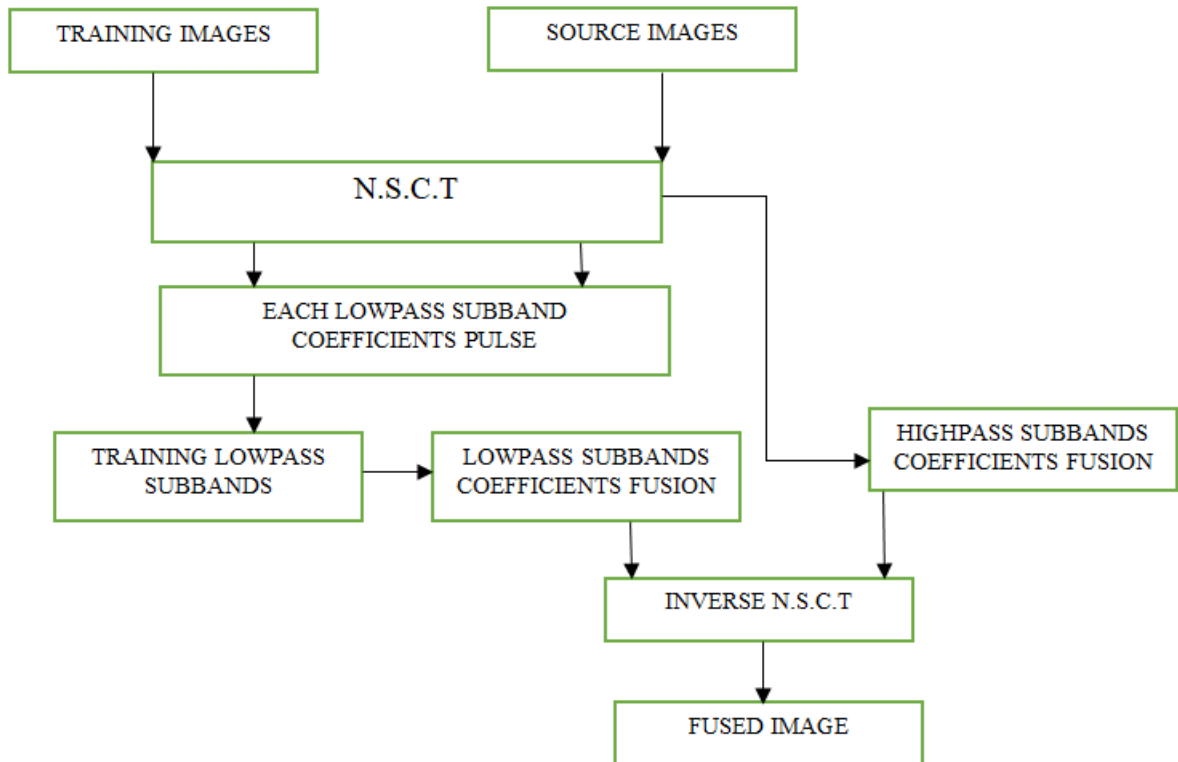 TRAINING IMAGES
SOURCE IMAGES
N.S.C.T
EACH LOWPASS SUBBAND
COEFFICIENTS PULSE
TRAINING LOWPASS
SUBBANDS
LOWPASS SUBBANDS
COEFFICIENTS FUSION
HIGHPASS SUBBANDS
COEFFICIENTS FUSION
INVERSE N.S.C.T
FUSED IMAGE